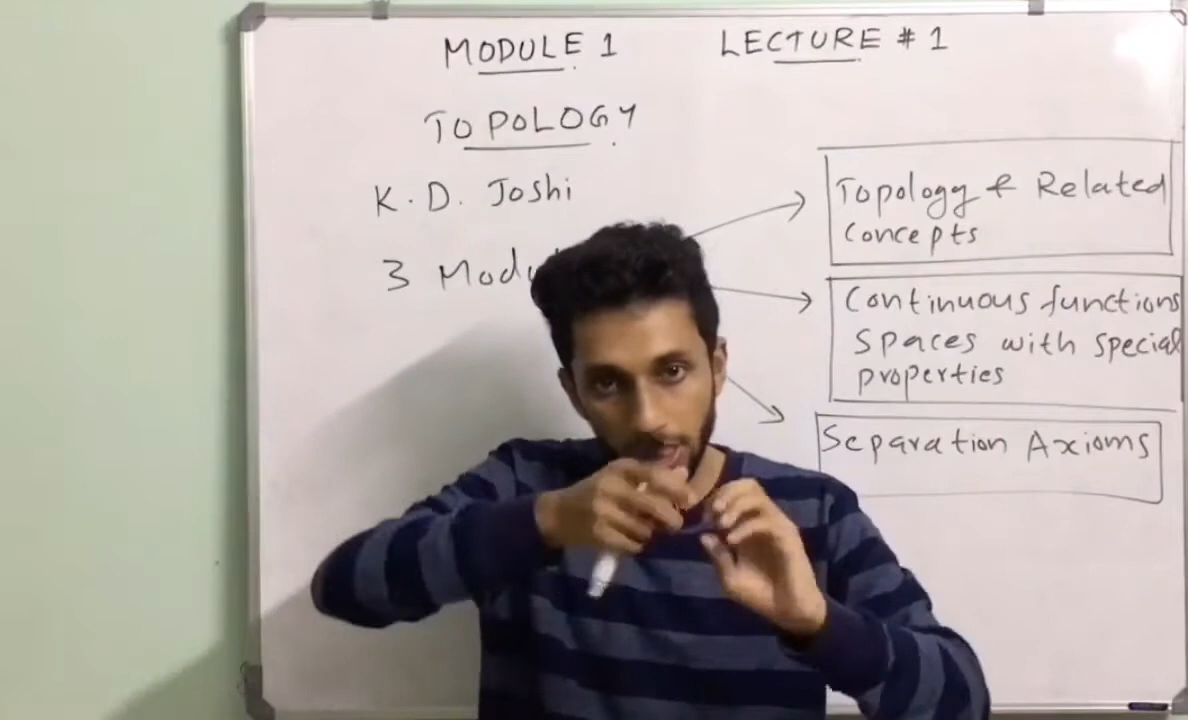 MODULE 1
LECTURE # 1
TOPOLOGY
K. D. Joshi
3
Topology & Related
Concepts
Continuous functions
Spaces with special
properties
Separation Axioms